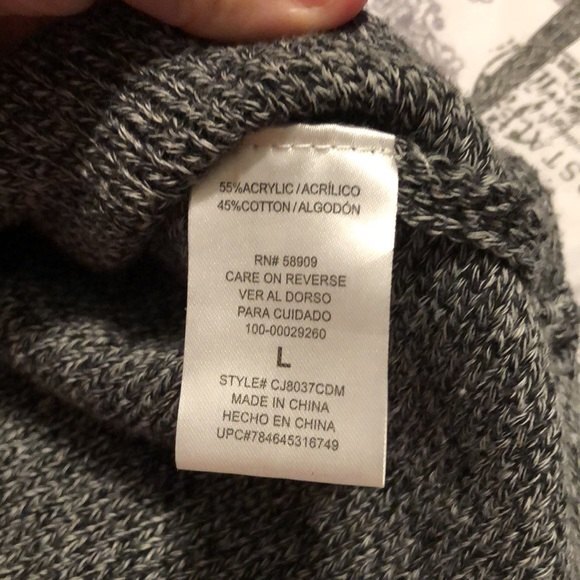 55%ACRYLIC/ACRÍLICO
45%COTTON/ALGODÓN
RN# 58909
CARE ON REVERSE
VER AL DORSO
PARA CUIDADO
100-00029260
L
STYLE# CJ8037CDM
MADE IN CHINA
HECHO EN CHINA
UPC#784645316749